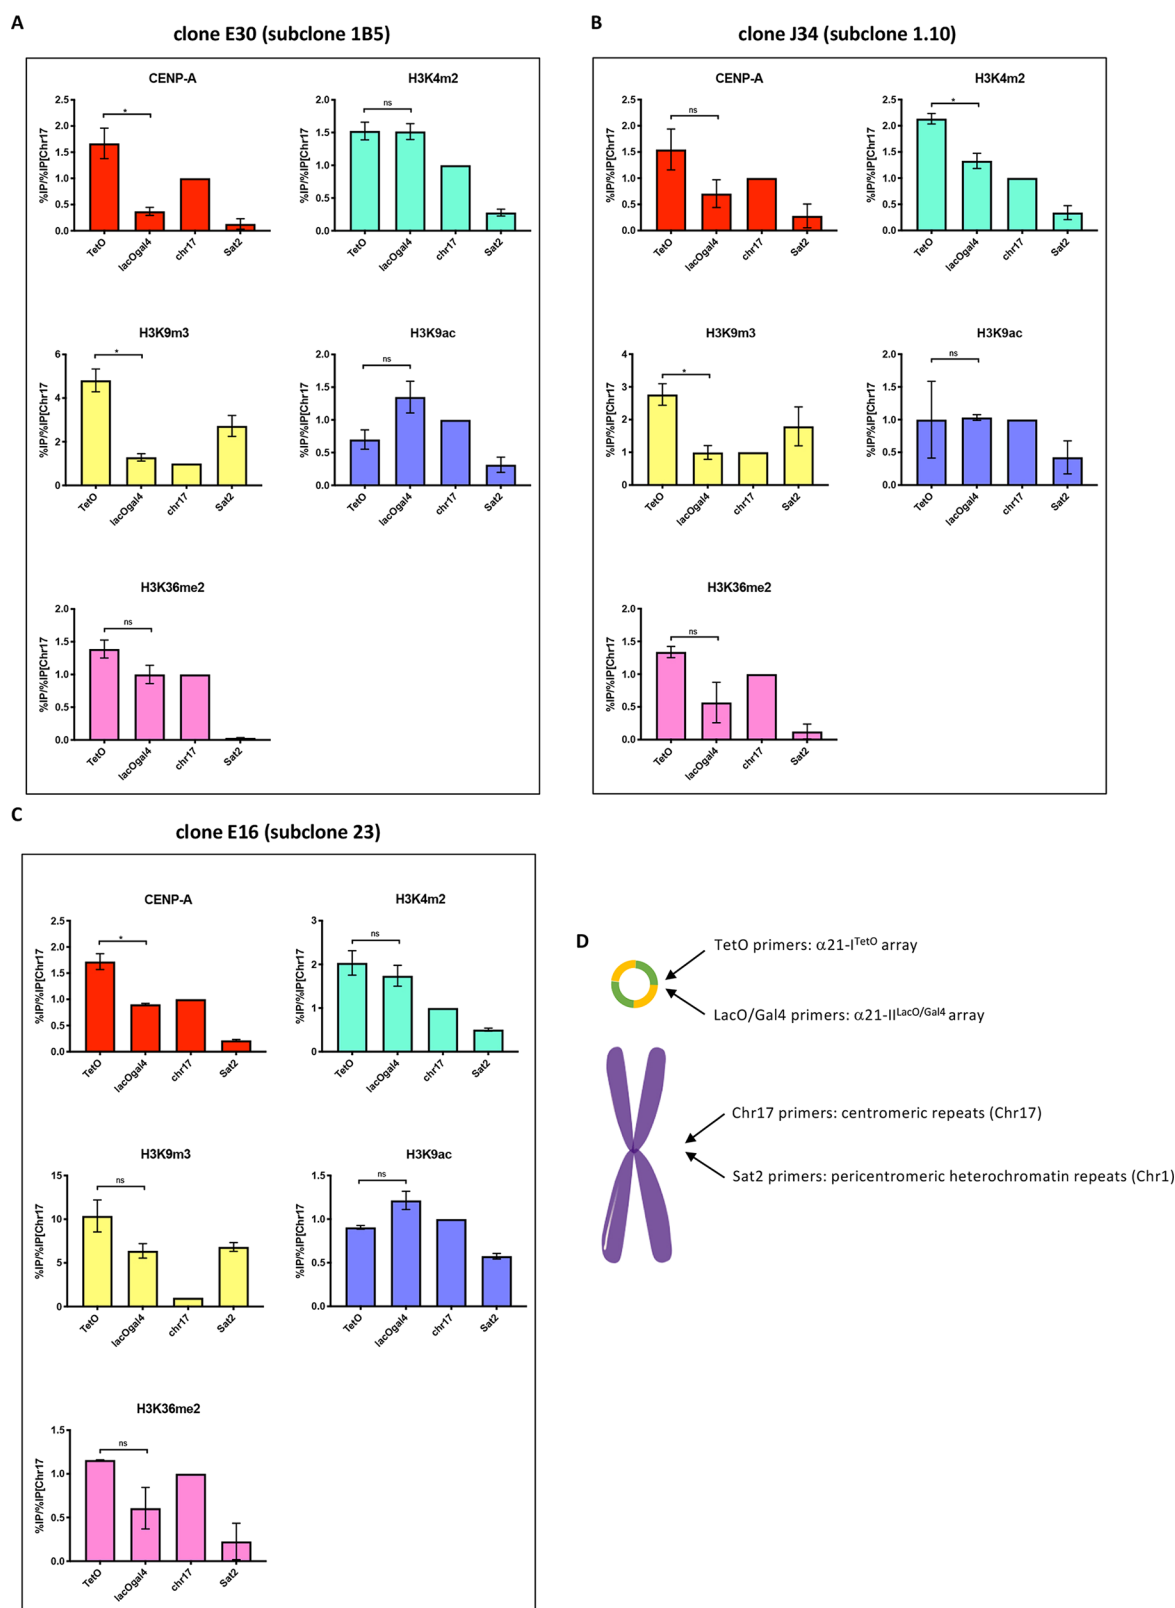 A
clone E30 (subclone 1B5)
CENP-A
%IP/%IP[Chr17
2.5
2.0
1.5
1.0
0.5
0.0
*
TetO
lacOgal4
chr17
Sat2
H3K4m2
%IP/%IP[Chr17
2.0
1.5
1.0
0.5
0.0
ns
TetO
lacOgal4
chr17
Sat2
H3K9m3
%IP/%IP[Chr17
6
4
2
0
*
TetO
lacOgal4
chr17
Sat2
H3K9ac
%IP/%IP[Chr17
2.0
1.5
1.0
0.5
0.0
ns
TetO
lacOgal4
chr17
Sat2
H3K36me2
%IP/%IP[Chr17
2.0
1.5
1.0
0.5
0.0
ns
TetO
lacOgal4
chr17
Sat2
B
clone J34 (subclone 1.10)
CENP-A
%IP/%IP[Chr17
2.5
2.0
1.5
1.0
0.5
0.0
ns
TetO
lacOgal4
chr17
Sat2
H3K4m2
%IP/%IP[Chr17
2.5
2.0
1.5
1.0
0.5
0.0
*
TetO
lacOgal4
chr17
Sat2
H3K9m3
%IP/%IP[Chr17
4
3
2
1
0
*
TetO
lacOgal4
chr17
Sat2
H3K9ac
%IP/%IP[Chr17
2.0
1.5
1.0
0.5
0.0
ns
TetO
lacOgal4
chr17
Sat2
H3K36me2
%IP/%IP[Chr17
2.0
1.5
1.0
0.5
0.0
ns
TetO
lacOgal4
chr17
Sat2
C
clone E16 (subclone 23)
CENP-A
%IP/%IP[Chr17
2.5
2.0
1.5
1.0
0.5
0.0
*
TetO
lacOgal4
chr17
Sat2
H3K4m2
%IP/%IP[Chr17
3
2
1
0
ns
TetO
lacOgal4
chr17
Sat2
H3K9m3
%IP/%IP[Chr17
15
10
5
0
ns
TetO
lacOgal4
chr17
Sat2
H3K9ac
%IP/%IP[Chr17
1.5
1.0
0.5
0.0
ns
TetO
lacOgal4
chr17
Sat2
H3K36me2
%IP/%IP[Chr17
1.5
1.0
0.5
0.0
ns
TetO
lacOgal4
chr17
Sat2
D
TetO primers: α21-I^TetO array
LacO/Gal4 primers: α21-II^LacO/Gal4 array
Chr17 primers: centromeric repeats (Chr17)
Sat2 primers: pericentromeric heterochromatin repeats (Chr1)